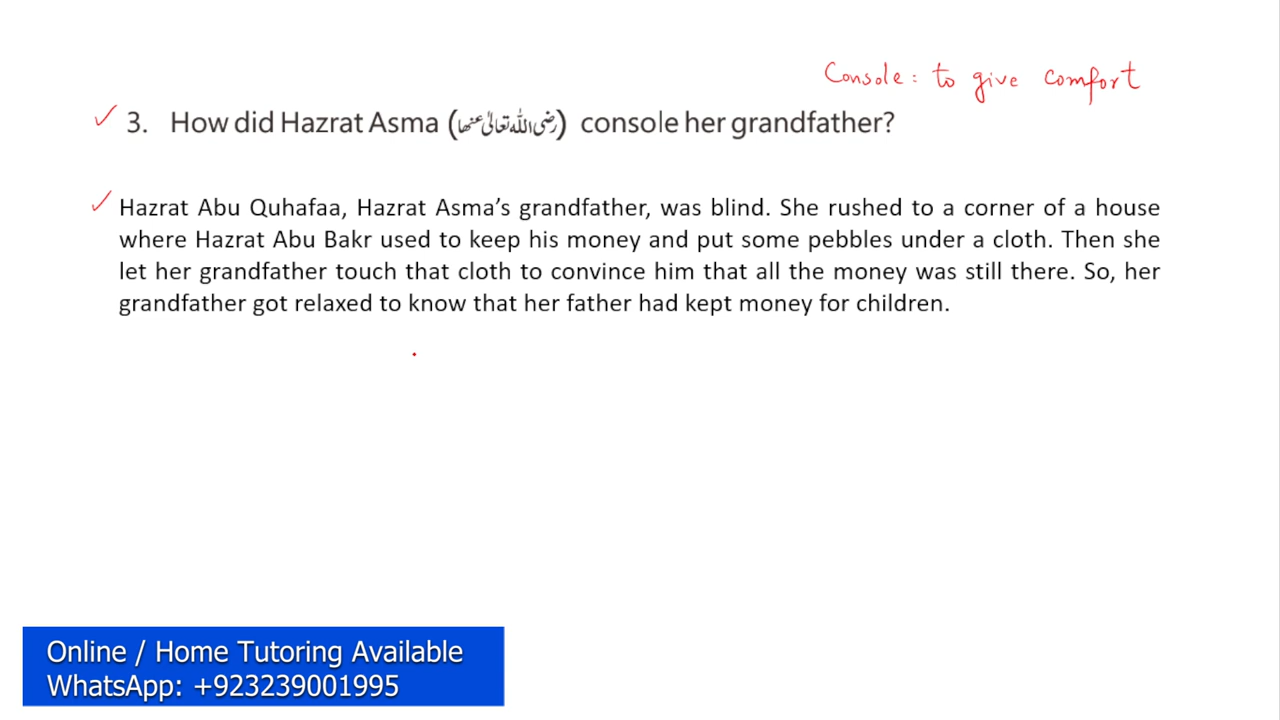 Console: to give comfort
3. How did Hazrat Asma (رضی اللہ تعالیٰ عنھا) console her grandfather?
Hazrat Abu Quhafaa, Hazrat Asma’s grandfather, was blind. She rushed to a corner of a house
where Hazrat Abu Bakr used to keep his money and put some pebbles under a cloth. Then she
let her grandfather touch that cloth to convince him that all the money was still there. So, her
grandfather got relaxed to know that her father had kept money for children.
Online / Home Tutoring Available
WhatsApp: +923239001995